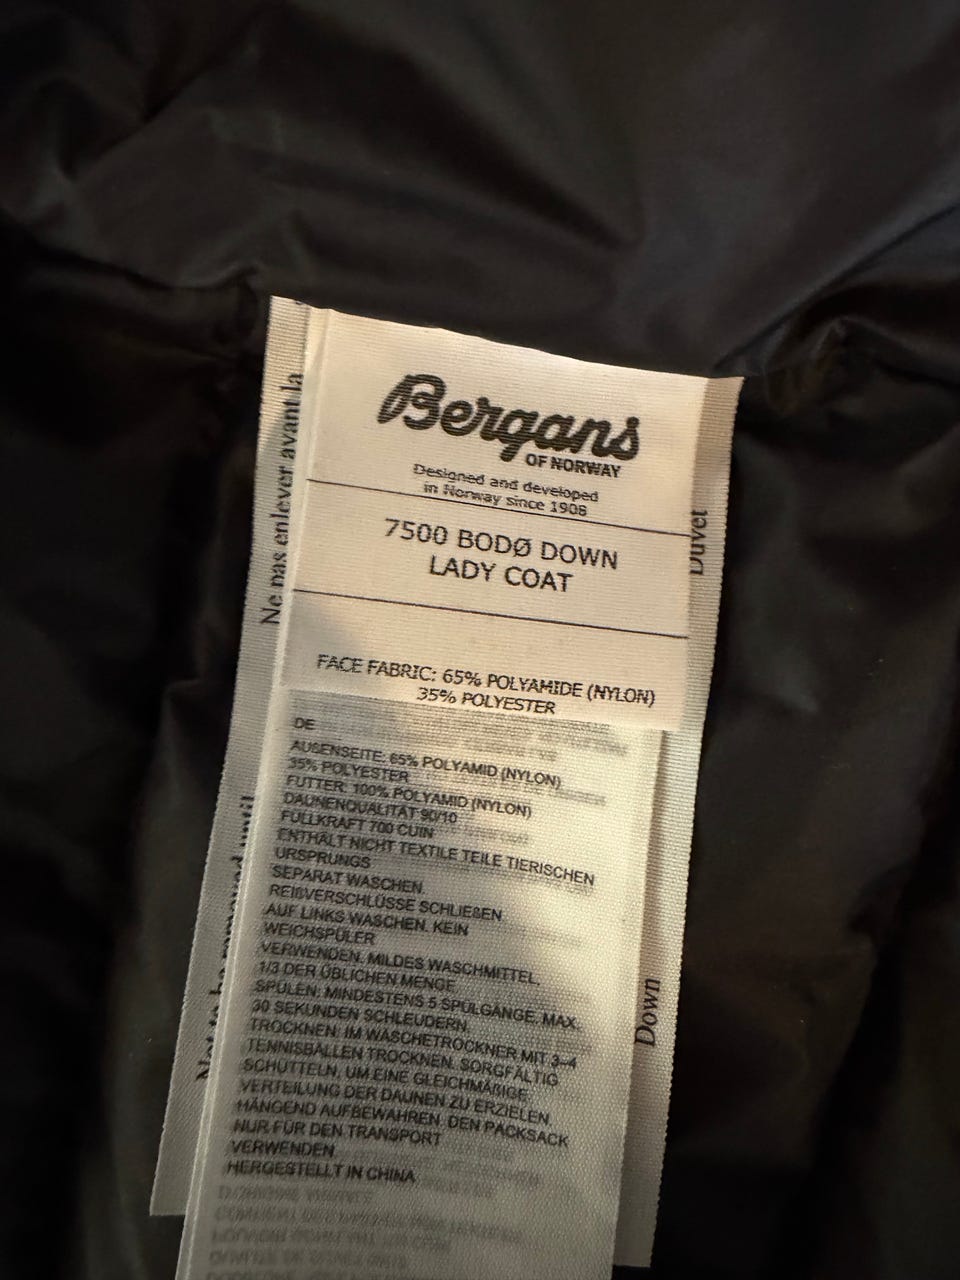 Bergans
OF NORWAY
Designed and developed
in Norway since 1908
7500 BODØ DOWN
LADY COAT
FACE FABRIC: 65% POLYAMIDE (NYLON)
35% POLYESTER
DE
AUßENSEITE: 65% POLYAMID (NYLON)
35% POLYESTER
FUTTER: 100% POLYAMID (NYLON)
DAUNENQUALITÄT 90/10
FÜLLKRAFT 700 CUIN
ENTHÄLT NICHT TEXTILE TEILE TIERISCHEN
URSPRUNGS
SEPARAT WASCHEN.
REIßVERSCHLÜSSE SCHLIEßEN.
AUF LINKS WASCHEN. KEIN
WEICHSPÜLER
VERWENDEN. MILDES WASCHMITTEL,
1/3 DER ÜBLICHEN MENGE.
SPÜLEN: MINDESTENS 5 SPÜLGÄNGE. MAX.
30 SEKUNDEN SCHLEUDERN.
TROCKNEN: IM WÄSCHETROCKNER MIT 3–4
TENNISBÄLLEN TROCKNEN. SORGFÄLTIG
SCHÜTTELN, UM EINE GLEICHMÄßIGE
VERTEILUNG DER DAUNEN ZU ERZIELEN.
HÄNGEND AUFBEWAHREN. DEN PACKSACK
NUR FÜR DEN TRANSPORT
VERWENDEN.
HERGESTELLT IN CHINA
Ne pas enlever avant la
Not to be removed until
Duvet
Down